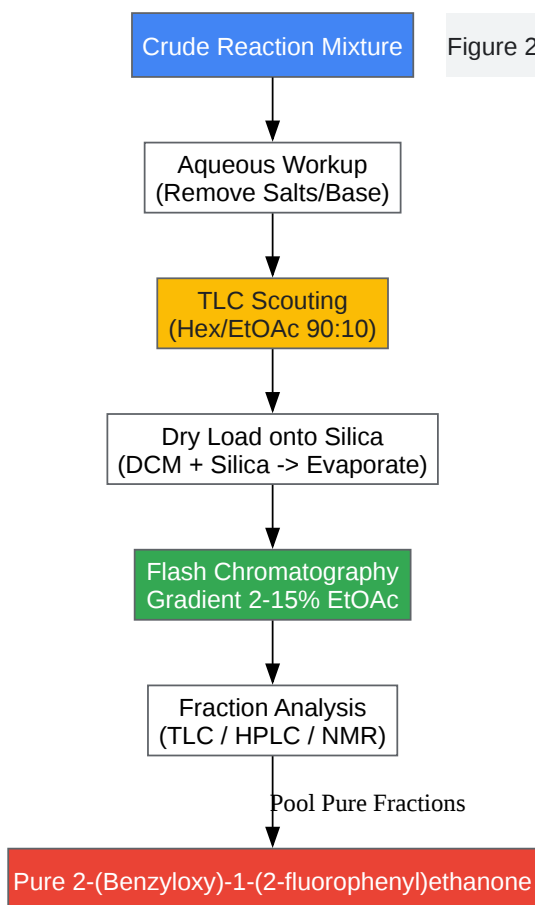 Crude Reaction Mixture
Figure 2
Aqueous Workup
(Remove Salts/Base)
TLC Scouting
(Hex/EtOAc 90:10)
Dry Load onto Silica
(DCM + Silica -> Evaporate)
Flash Chromatography
Gradient 2-15% EtOAc
Fraction Analysis
(TLC / HPLC / NMR)
Pool Pure Fractions
Pure 2-(Benzyloxy)-1-(2-fluorophenyl)ethanone